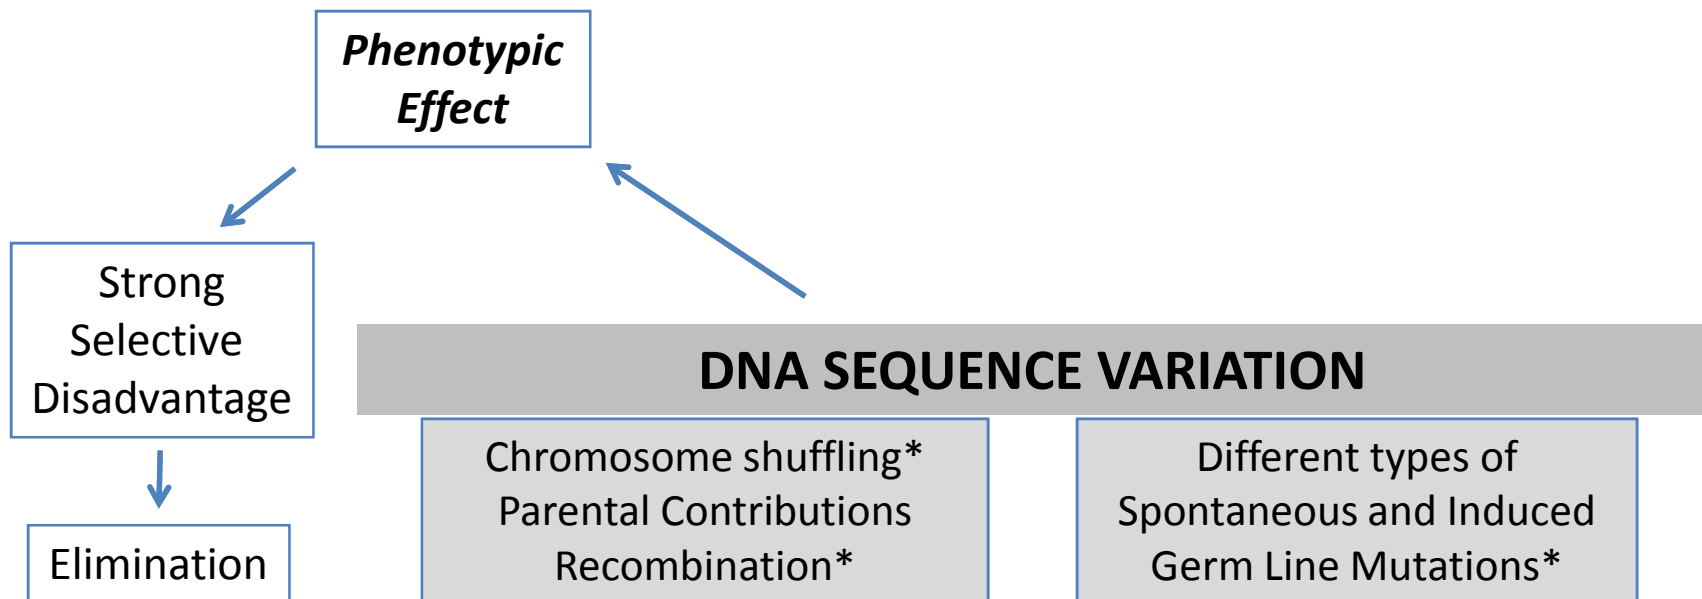 Phenotypic
Effect
Strong
Selective
Disadvantage
Elimination
DNA SEQUENCE VARIATION
Chromosome shuffling*
Parental Contributions
Recombination*
Different types of
Spontaneous and Induced
Germ Line Mutations*